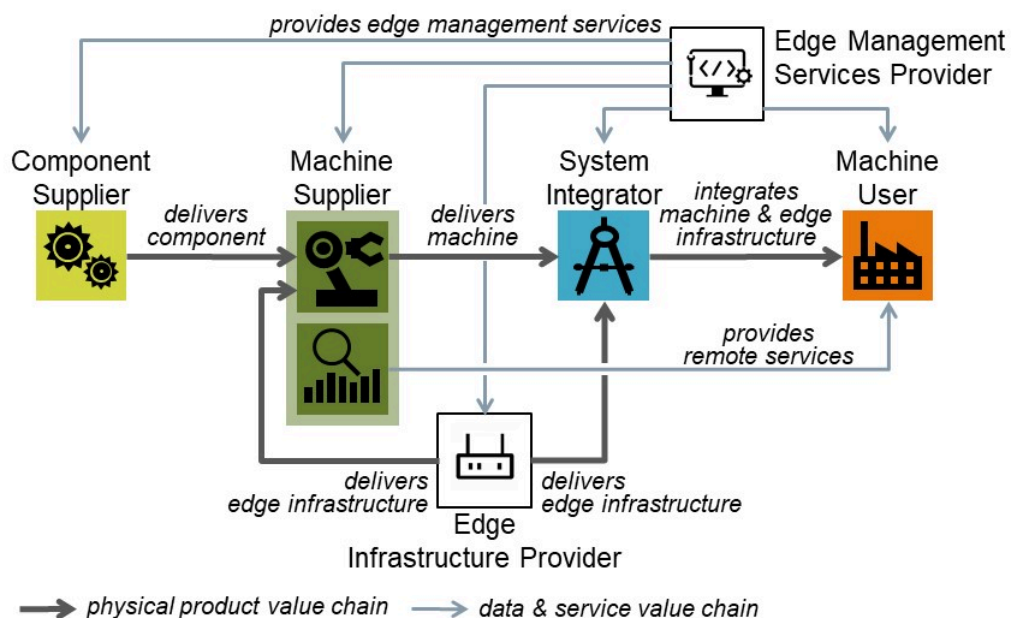 provides edge management services
Edge Management
Services Provider
</>
Component
Supplier
Machine
Supplier
System
Integrator
Machine
User
delivers
component
delivers
machine
integrates
machine & edge
infrastructure
provides
remote services
delivers
edge infrastructure
delivers
edge infrastructure
Edge
Infrastructure Provider
physical product value chain
data & service value chain